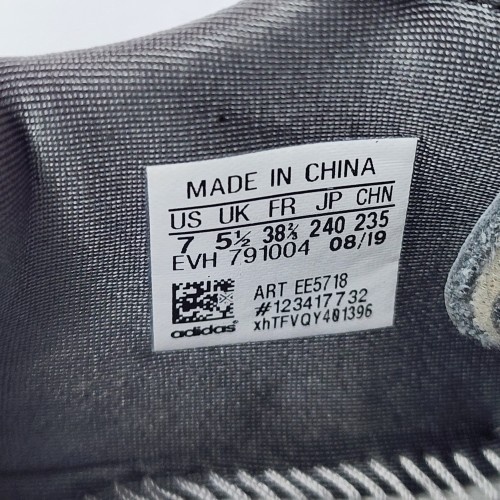 MADE IN CHINA
US UK FR JP CHN
7 5½ 38⅔ 240 235
EVH 791004 08/19
ART EE5718
#123417732
xhTFVQY401396
adidas